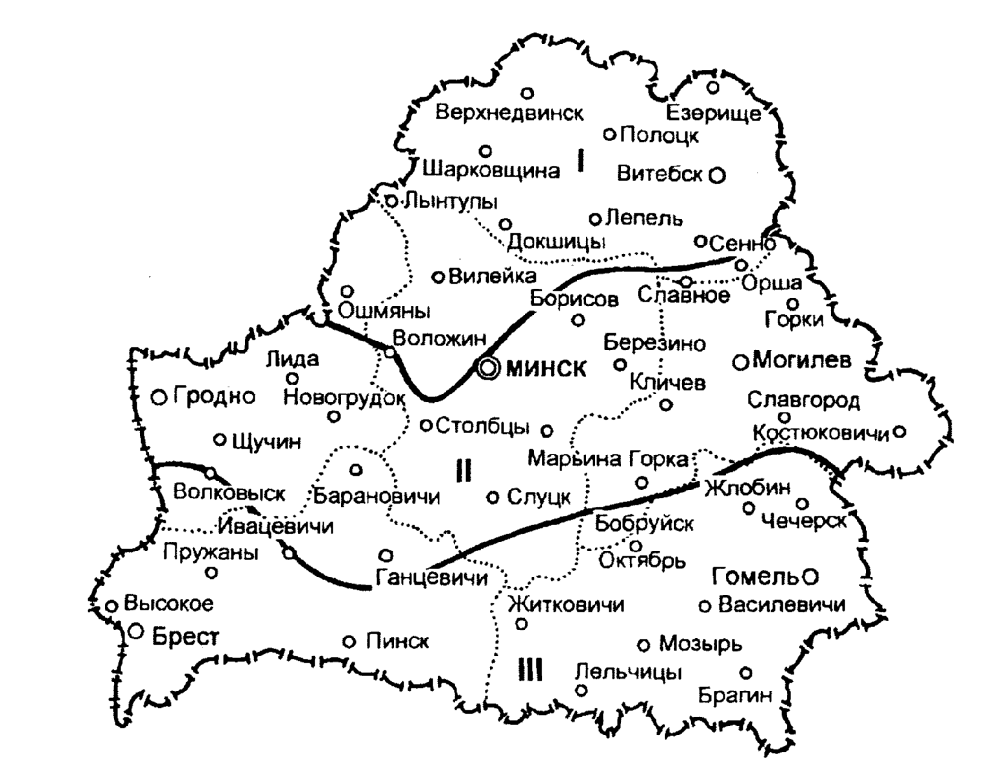 Верхнедвинск
Езерище
Полоцк
Шарковщина
I
Витебск
Лынтупы
Лепель
Докшицы
Сенно
Вилейка
Орша
Славное
Борисов
Ошмяны
Горки
Воложин
Березино
Лида
МИНСК
Могилев
Кличев
Гродно
Новогрудок
Славгород
Столбцы
Костюковичи
Щучин
Марьина Горка
II
Жлобин
Волковыск
Барановичи
Слуцк
Чечерск
Бобруйск
Ивацевичи
Пружаны
Октябрь
Ганцевичи
Гомель
Высокое
Житковичи
Василевичи
Брест
Пинск
Мозырь
III
Лельчицы
Брагин